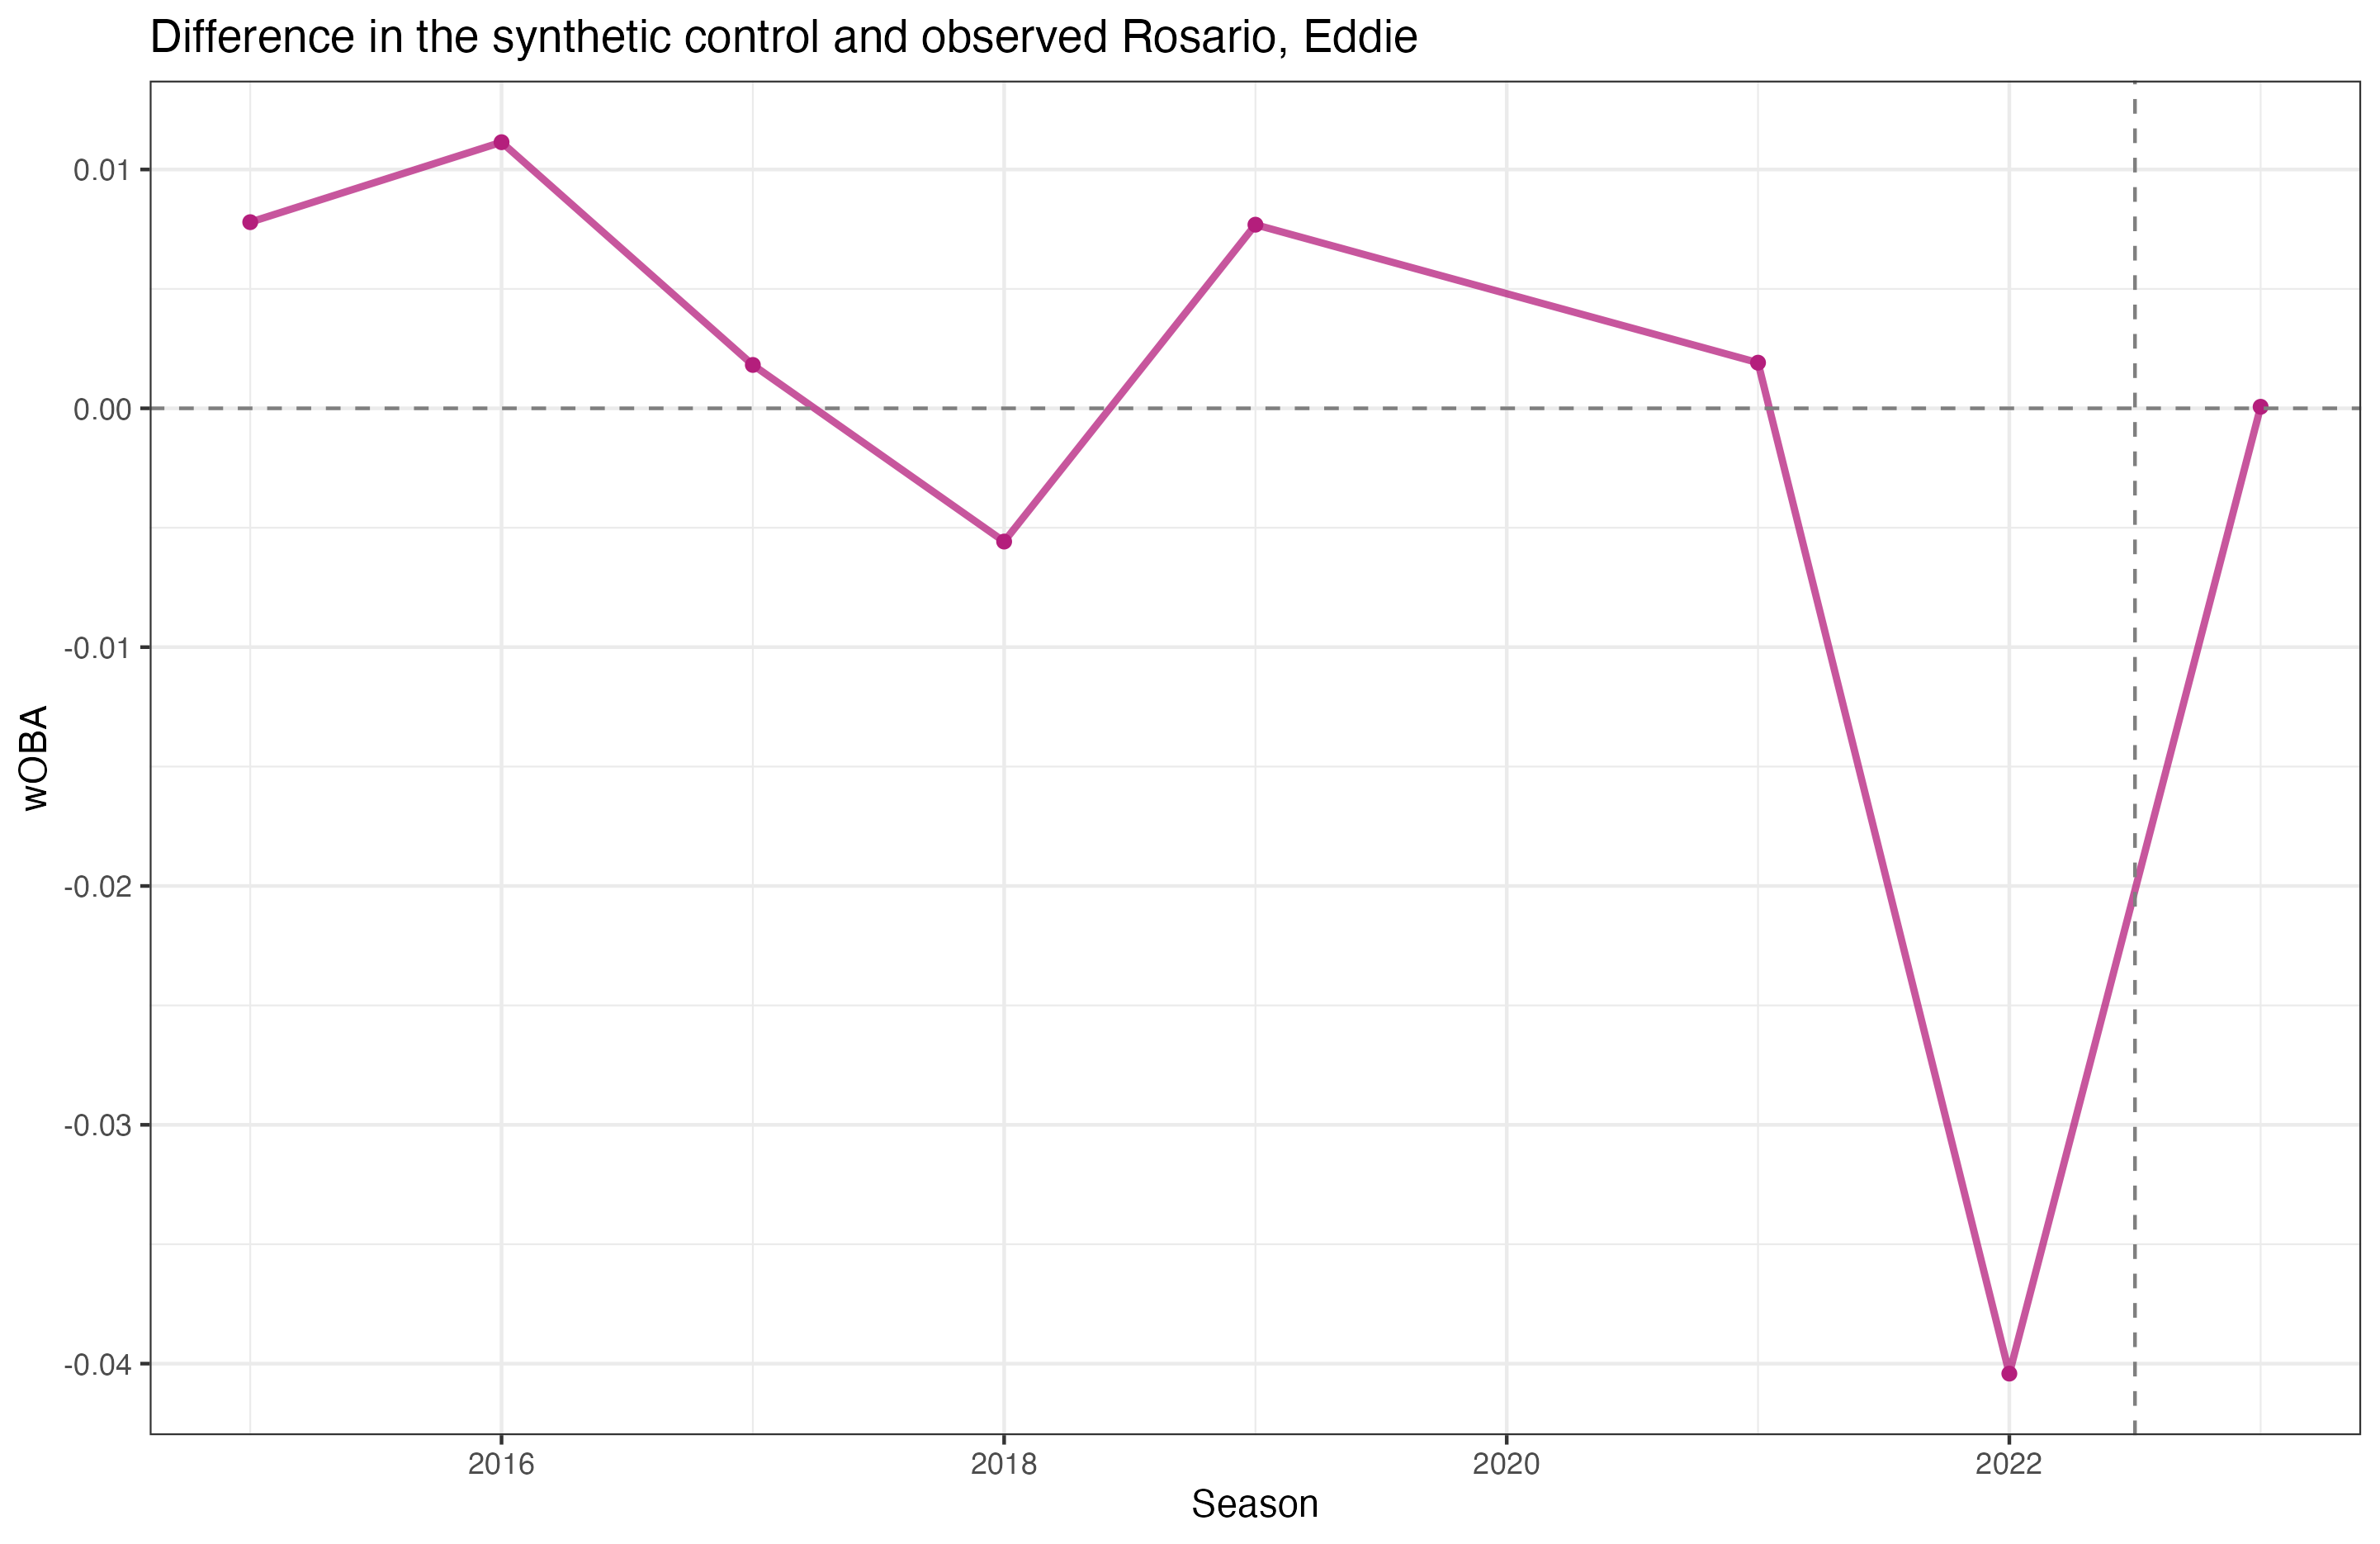 Difference in the synthetic control and observed Rosario, Eddie
wOBA
0.01
0.00
-0.01
-0.02
-0.03
-0.04
2016 2018 2020 2022
Season